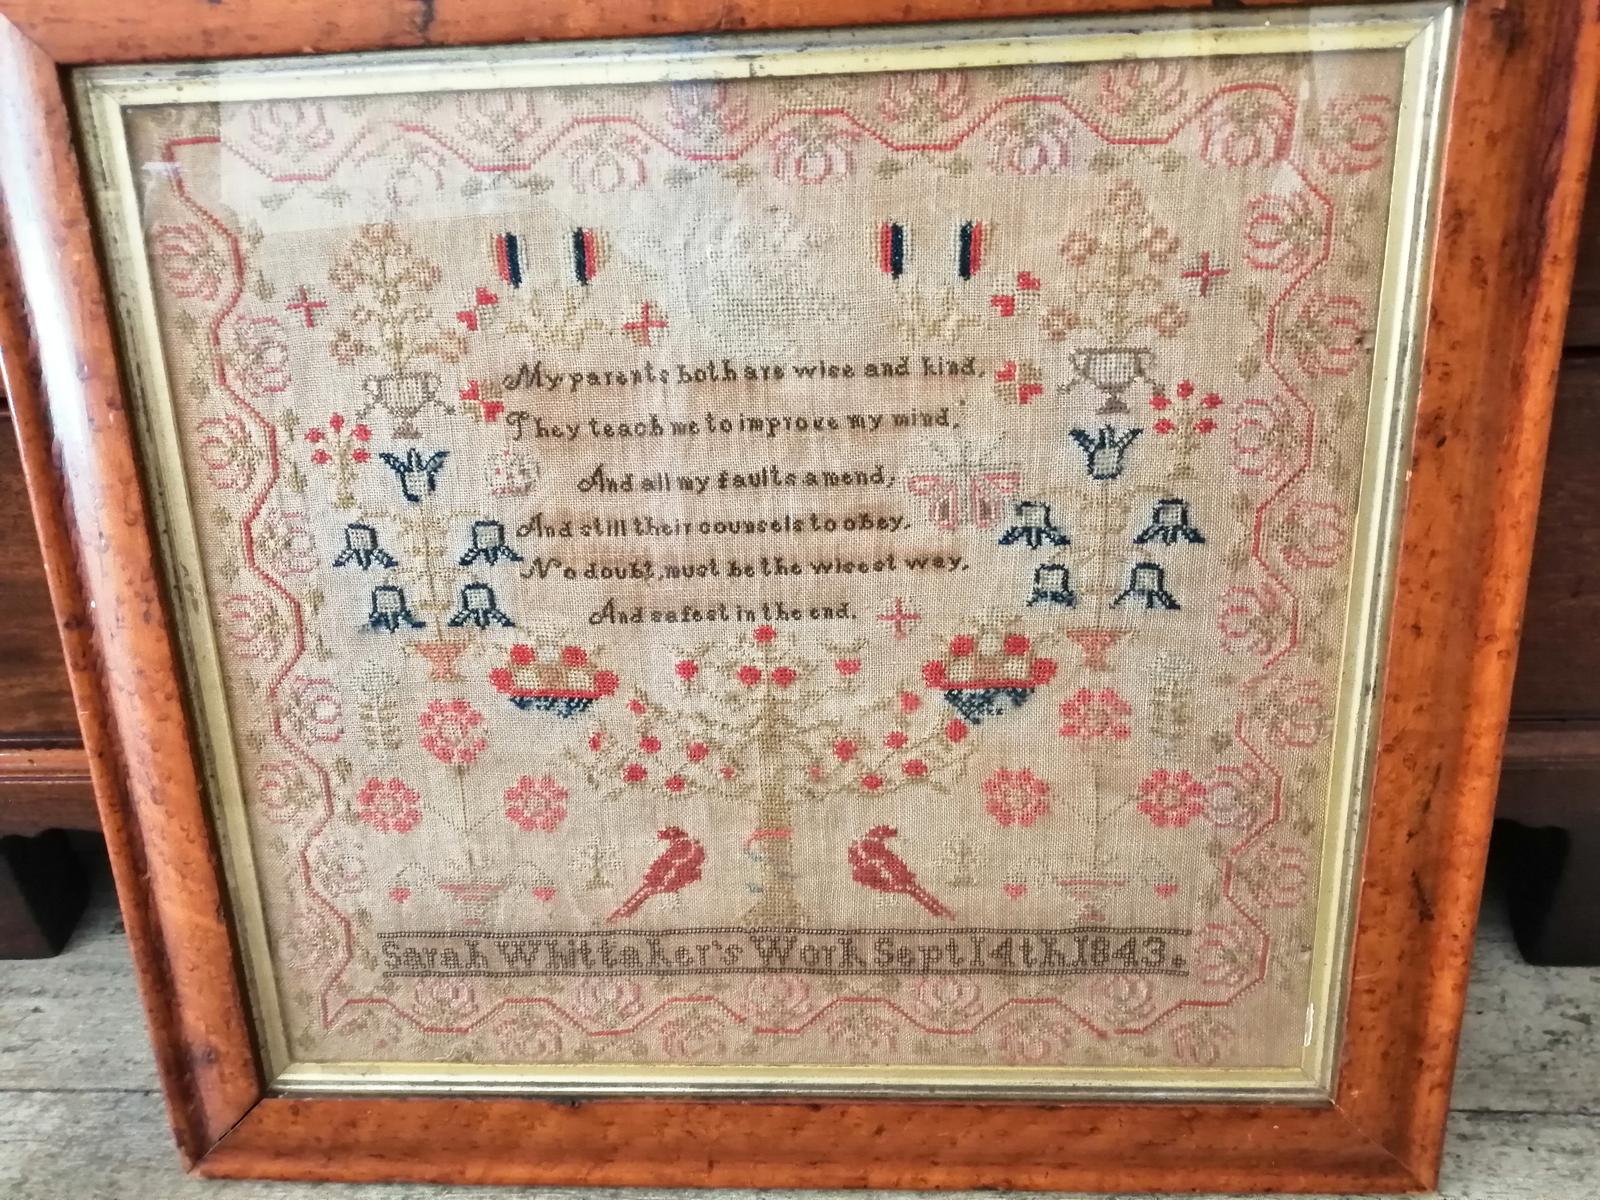 My parents both are wise and kind,
They teach me to improve my mind,
And all my faults amend,
And still their counsels to obey,
No doubt, must be the wisest way,
And safest in the end.
Sarah Whittaker's Work Sept 14th 1843.